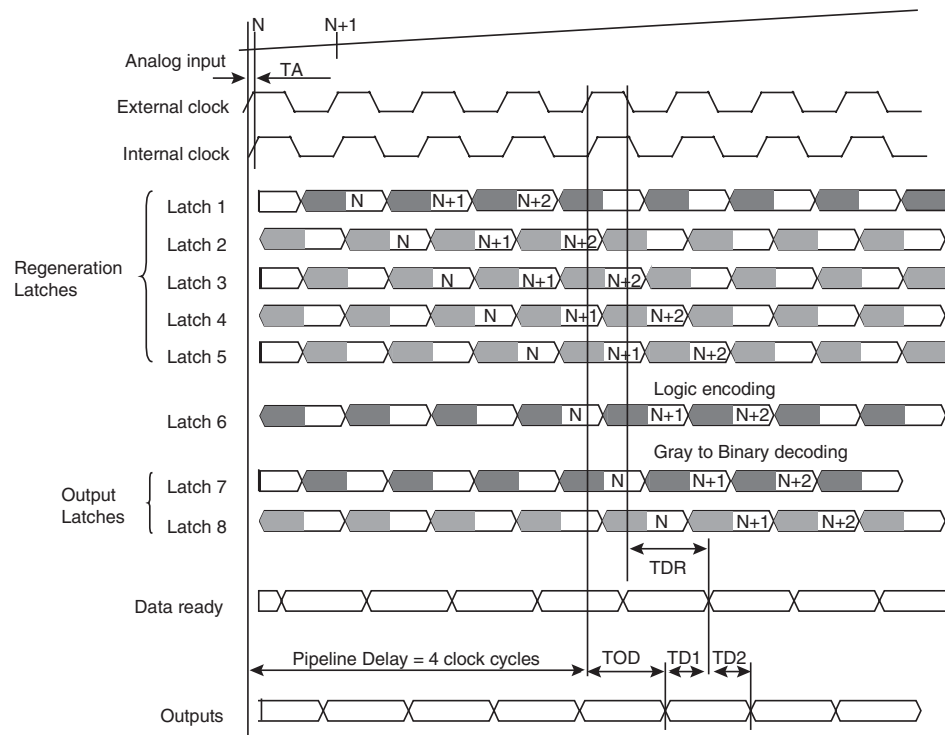 N
N+1
Analog input
TA
External clock
Internal clock
Regeneration
Latches
Latch 1
N N+1 N+2
Latch 2
N N+1 N+2
Latch 3
N N+1 N+2
Latch 4
N N+1 N+2
Latch 5
N N+1 N+2
Logic encoding
Latch 6
N N+1 N+2
Gray to Binary decoding
Output
Latches
Latch 7
N N+1 N+2
Latch 8
N N+1 N+2
TDR
Data ready
Pipeline Delay = 4 clock cycles
TOD
TD1
TD2
Outputs